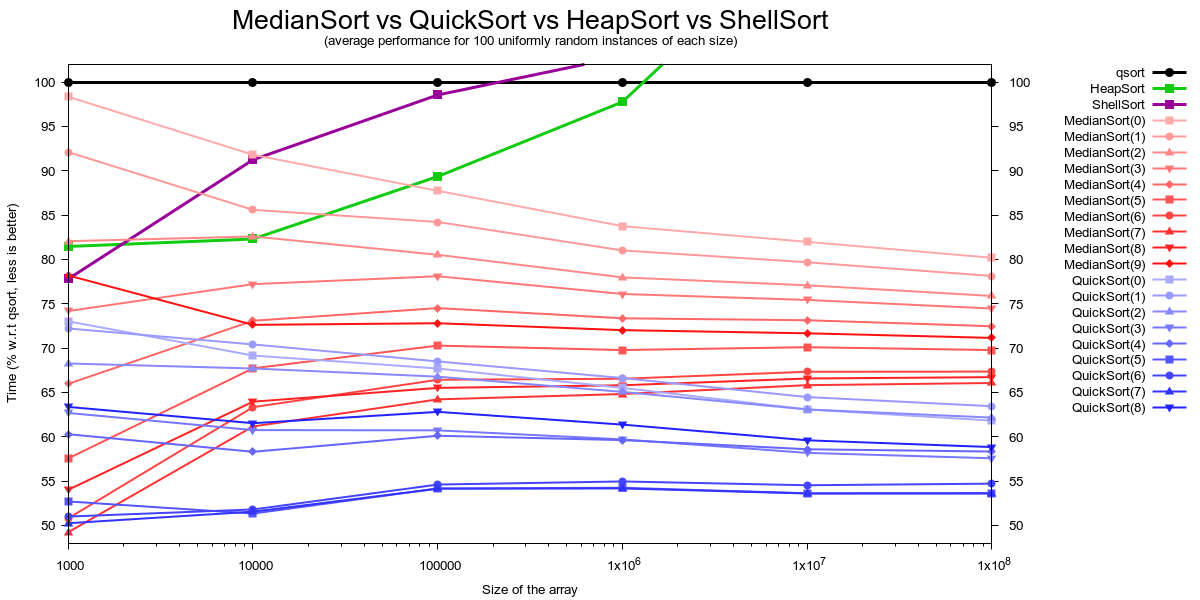 MedianSort vs QuickSort vs HeapSort vs ShellSort
(average performance for 100 uniformly random instances of each size)
Time (% w.r.t qsort, less is better)
100
95
90
85
80
75
70
65
60
55
50
100
95
90
85
80
75
70
65
60
55
50
1000
10000
100000
1x10⁶
1x10⁷
1x10⁸
Size of the array
qsort
HeapSort
ShellSort
MedianSort(0)
MedianSort(1)
MedianSort(2)
MedianSort(3)
MedianSort(4)
MedianSort(5)
MedianSort(6)
MedianSort(7)
MedianSort(8)
MedianSort(9)
QuickSort(0)
QuickSort(1)
QuickSort(2)
QuickSort(3)
QuickSort(4)
QuickSort(5)
QuickSort(6)
QuickSort(7)
QuickSort(8)